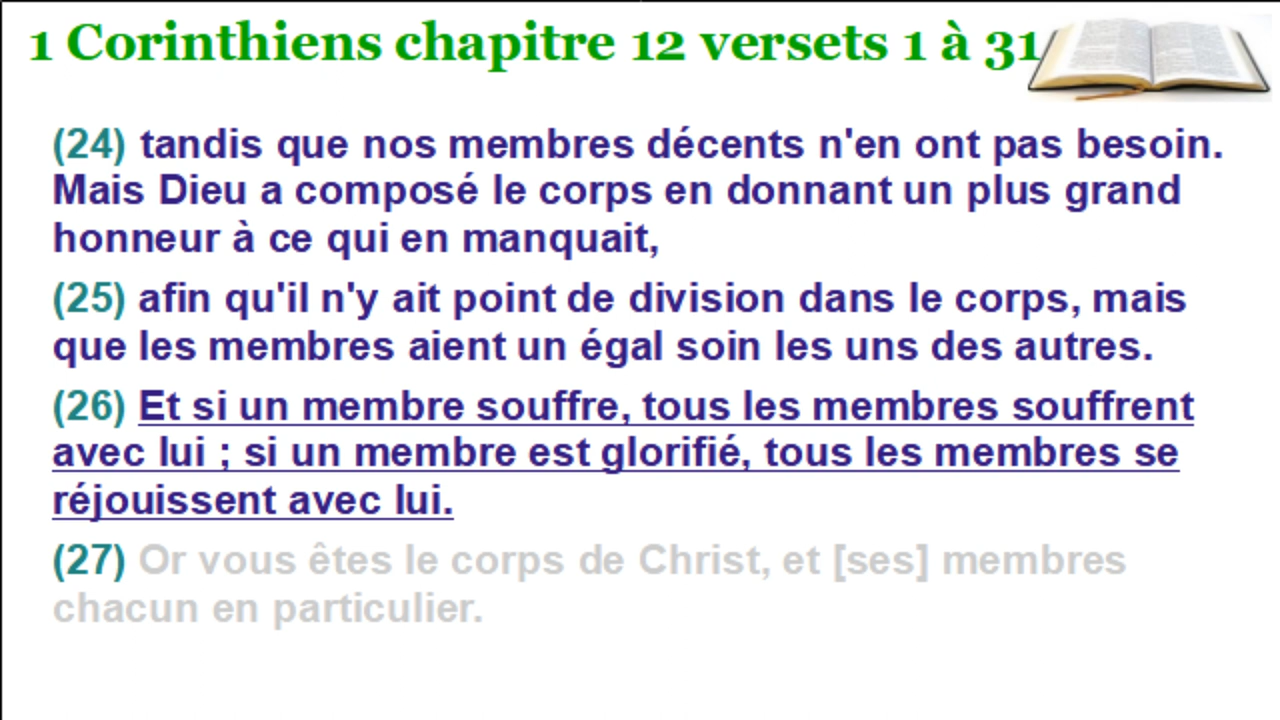 1 Corinthiens chapitre 12 versets 1 à 31
(24) tandis que nos membres décents n'en ont pas besoin.
Mais Dieu a composé le corps en donnant un plus grand
honneur à ce qui en manquait,
(25) afin qu'il n'y ait point de division dans le corps, mais
que les membres aient un égal soin les uns des autres.
(26) Et si un membre souffre, tous les membres souffrent
avec lui ; si un membre est glorifié, tous les membres se
réjouissent avec lui.
(27) Or vous êtes le corps de Christ, et [ses] membres
chacun en particulier.